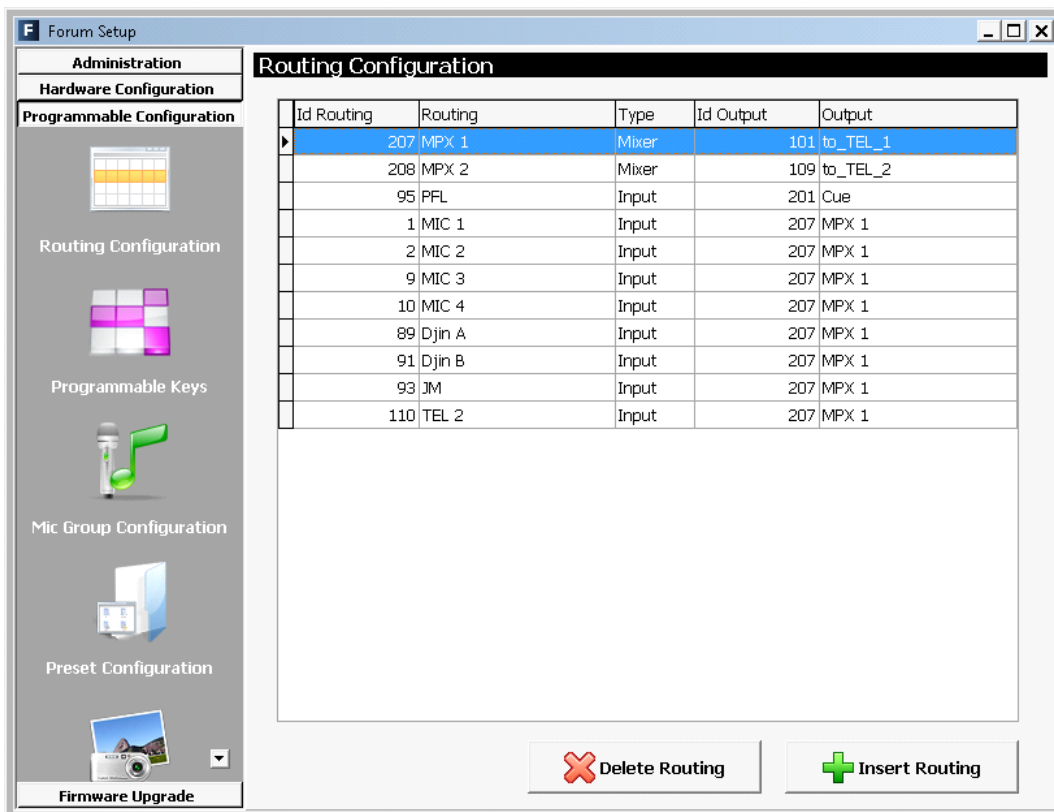 F Forum Setup
Administration
Hardware Configuration
Programmable Configuration
Routing Configuration
Programmable Keys
Mic Group Configuration
Preset Configuration
Firmware Upgrade
Routing Configuration
Id Routing Routing Type Id Output Output
207 MPX 1 Mixer 101 to_TEL_1
208 MPX 2 Mixer 109 to_TEL_2
95 PFL Input 201 Cue
1 MIC 1 Input 207 MPX 1
2 MIC 2 Input 207 MPX 1
9 MIC 3 Input 207 MPX 1
10 MIC 4 Input 207 MPX 1
89 Djin A Input 207 MPX 1
91 Djin B Input 207 MPX 1
93 JM Input 207 MPX 1
110 TEL 2 Input 207 MPX 1
Delete Routing Insert Routing